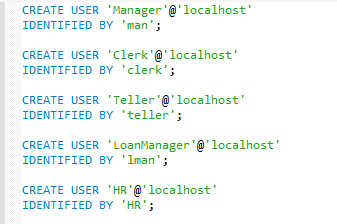 CREATE USER 'Manager'@'localhost'
IDENTIFIED BY 'man';
CREATE USER 'Clerk'@'localhost'
IDENTIFIED BY 'clerk';
CREATE USER 'Teller'@'localhost'
IDENTIFIED BY 'teller';
CREATE USER 'LoanManager'@'localhost'
IDENTIFIED BY 'lman';
CREATE USER 'HR'@'localhost'
IDENTIFIED BY 'HR';